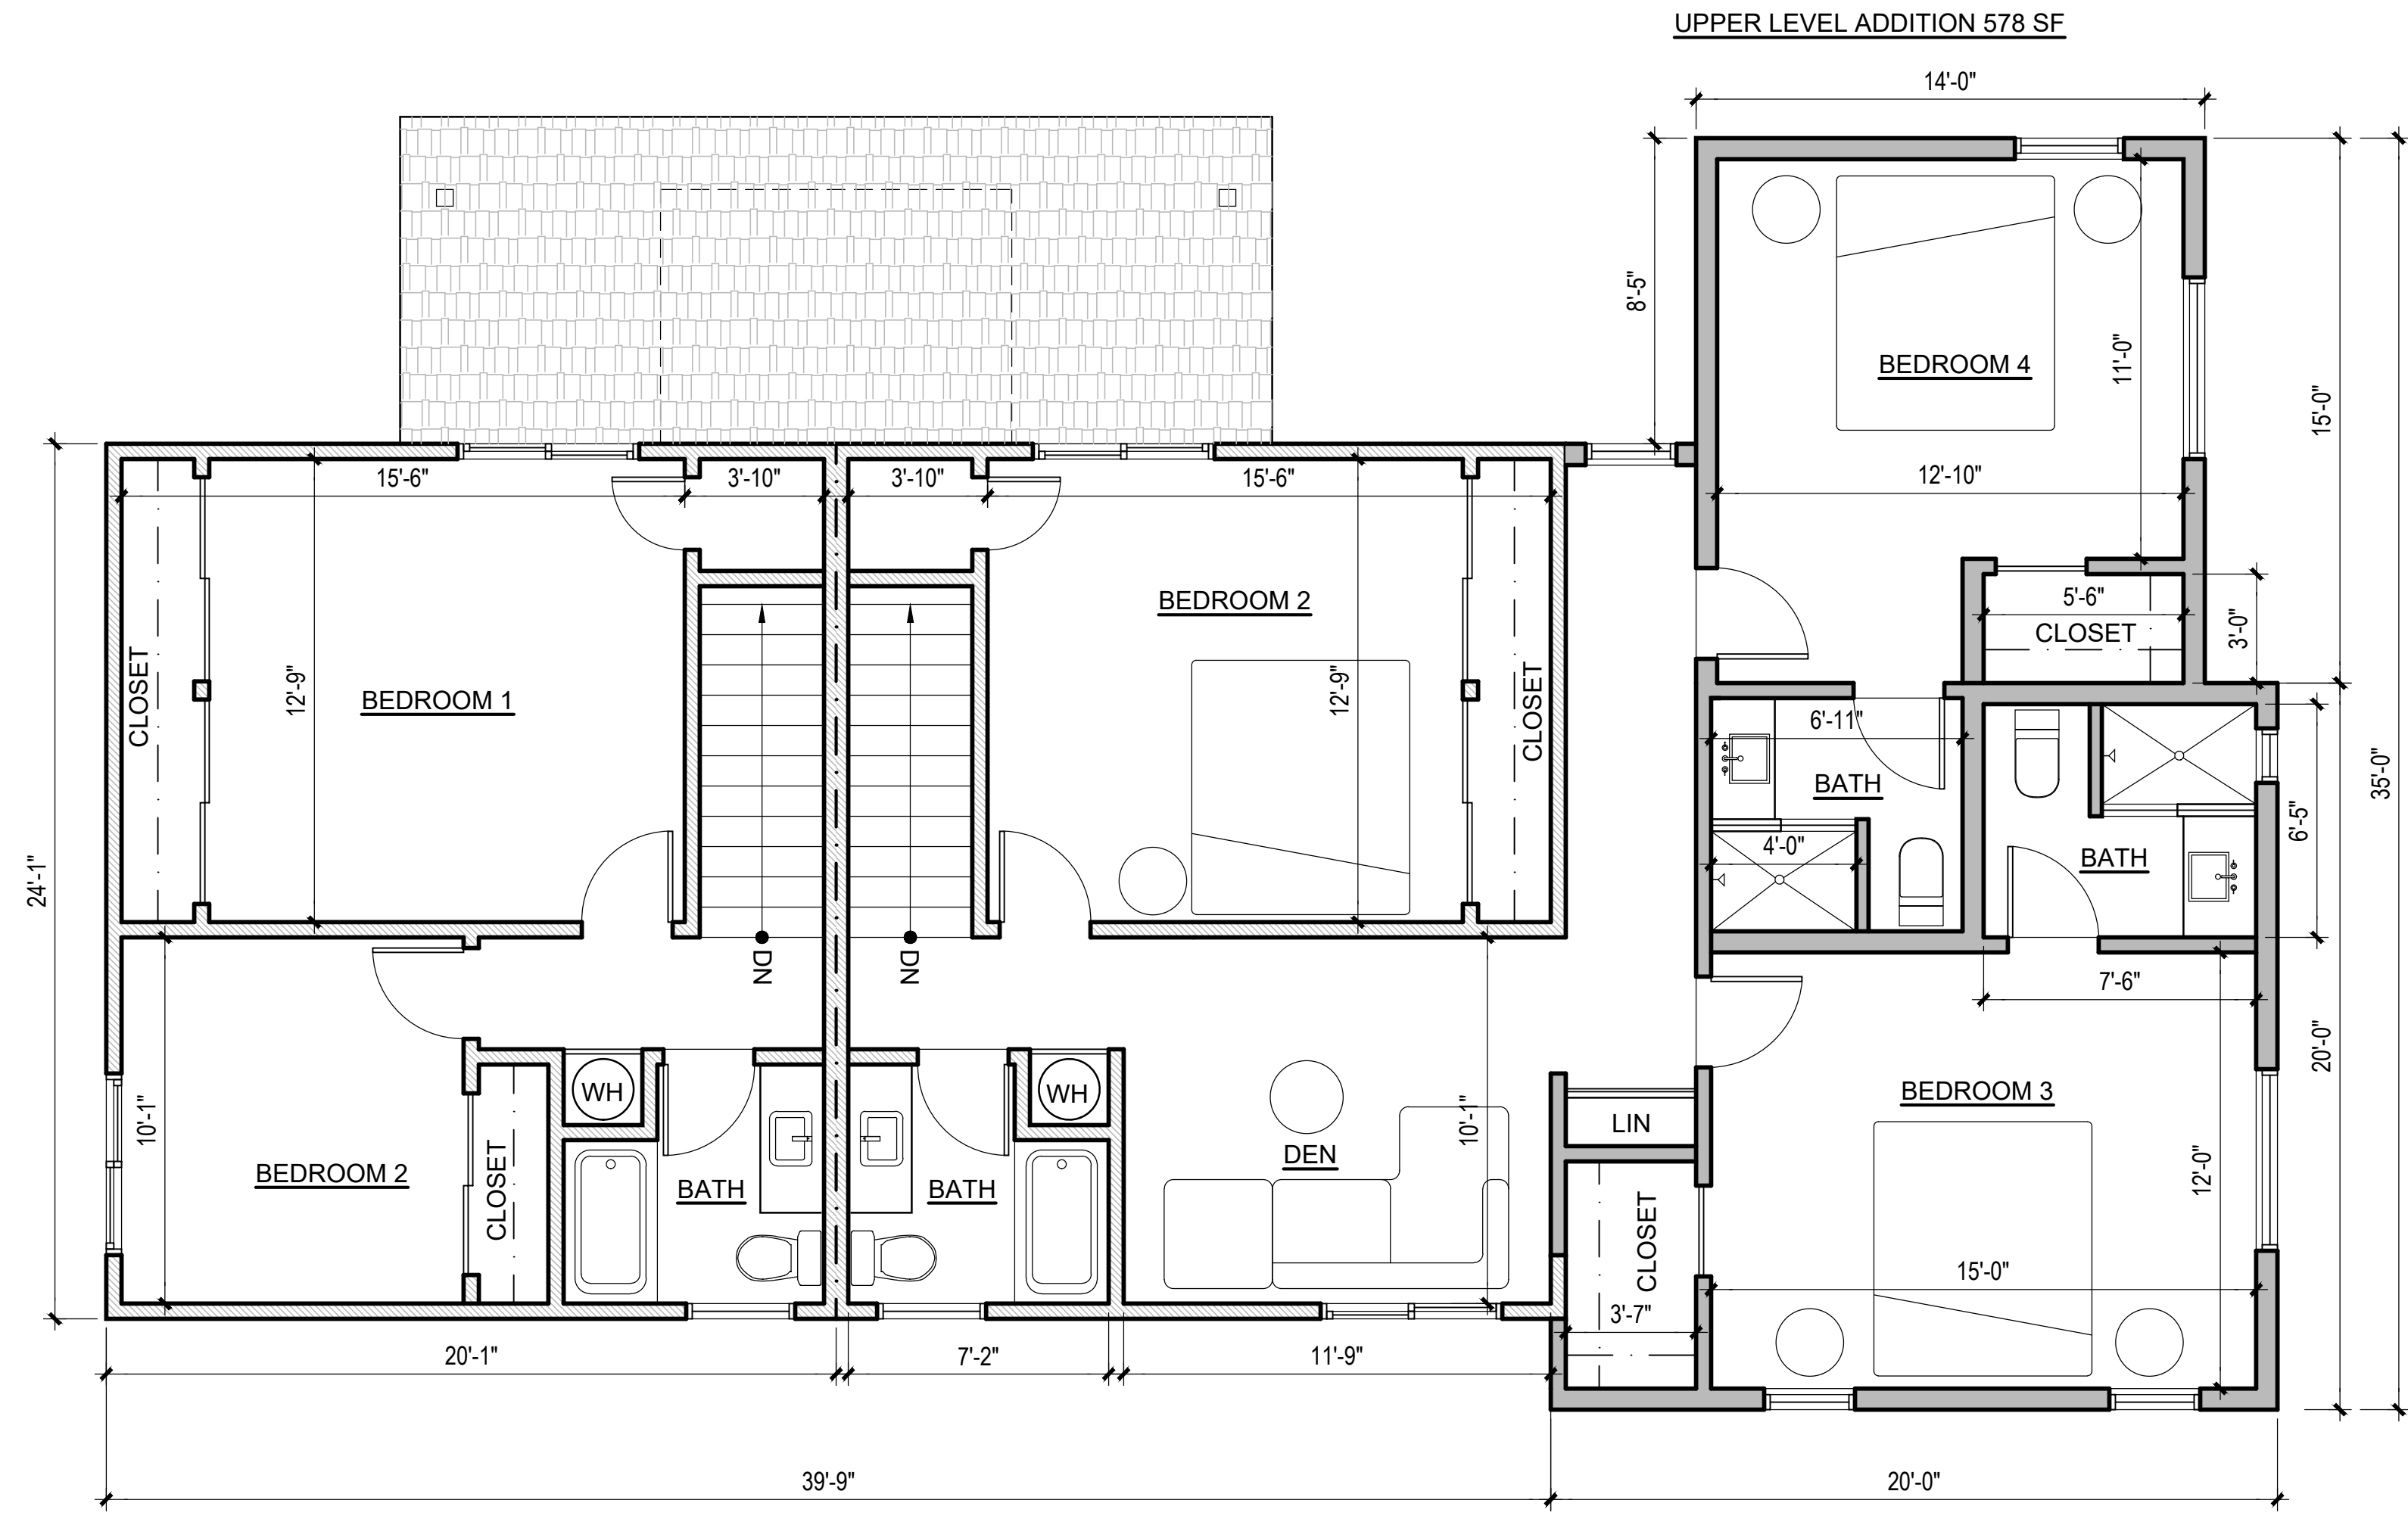 UPPER LEVEL ADDITION 578 SF
14'-0"
8'-5"
BEDROOM 4
11'-0"
15'-0"
35'-0"
15'-6"
3'-10"
3'-10"
15'-6"
12'-10"
CLOSET
12'-9"
BEDROOM 1
BEDROOM 2
12'-9"
CLOSET
5'-6"
CLOSET
3'-0"
6'-11"
BATH
4'-0"
BATH
6'-5"
24'-1"
DN
DN
7'-6"
20'-0"
10'-1"
BEDROOM 2
CLOSET
WH
BATH
WH
BATH
DEN
10'-1"
LIN
CLOSET
3'-7"
BEDROOM 3
12'-0"
15'-0"
20'-1"
7'-2"
11'-9"
39'-9"
20'-0"